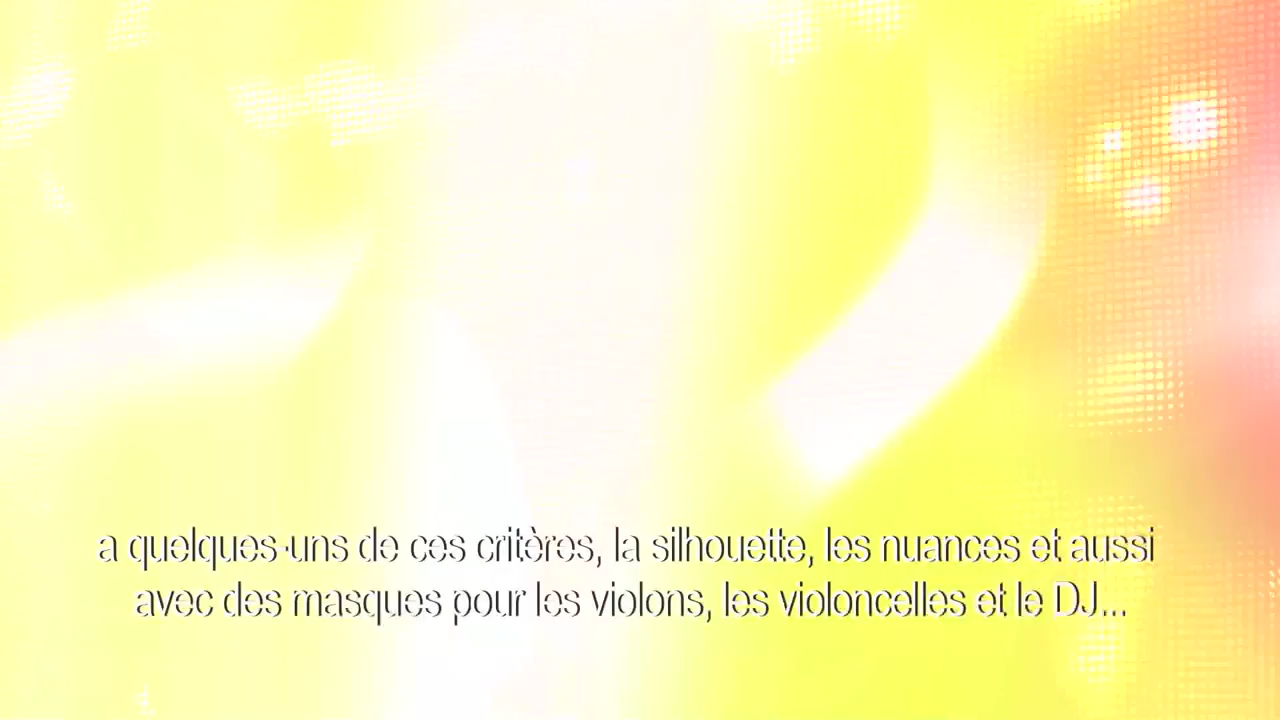 a quelques-uns de ces critères, la silhouette, les nuances et aussi
avec des masques pour les violons, les violoncelles et le DJ...